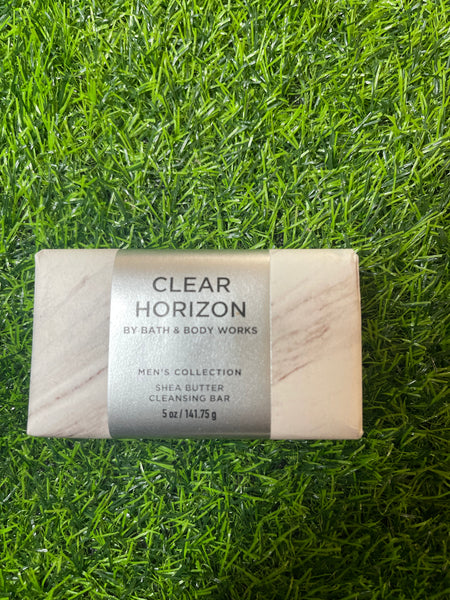 CLEAR
HORIZON
BY BATH & BODY WORKS
MEN'S COLLECTION
SHEA BUTTER
CLEANSING BAR
5 oz / 141.75 g